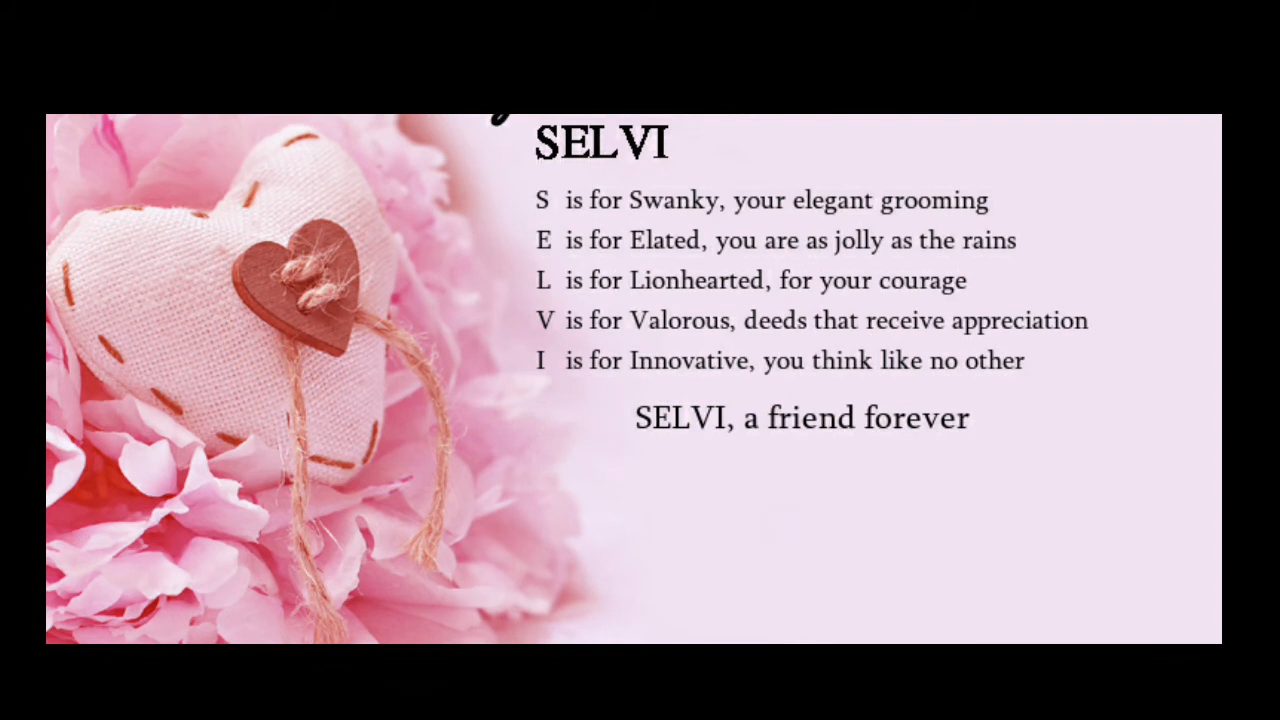 SELVI
S is for Swanky, your elegant grooming
E is for Elated, you are as jolly as the rains
L is for Lionhearted, for your courage
V is for Valorous, deeds that receive appreciation
I is for Innovative, you think like no other
SELVI, a friend forever